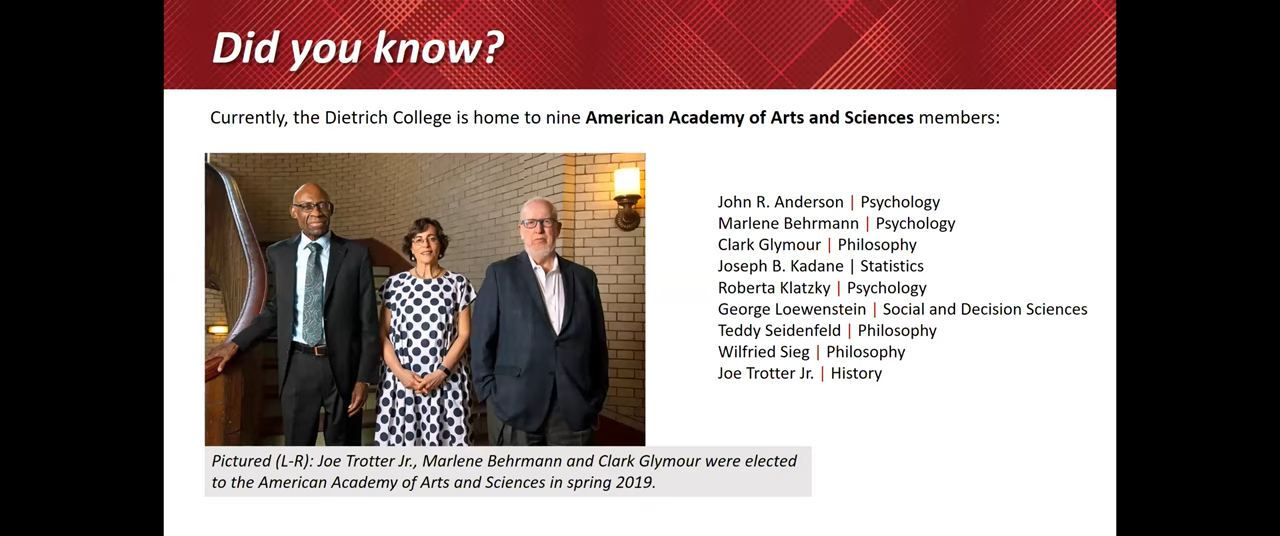 Did you know?
Currently, the Dietrich College is home to nine American Academy of Arts and Sciences members:
John R. Anderson | Psychology
Marlene Behrmann | Psychology
Clark Glymour | Philosophy
Joseph B. Kadane | Statistics
Roberta Klatzky | Psychology
George Loewenstein | Social and Decision Sciences
Teddy Seidenfeld | Philosophy
Wilfried Sieg | Philosophy
Joe Trotter Jr. | History
Pictured (L-R): Joe Trotter Jr., Marlene Behrmann and Clark Glymour were elected
to the American Academy of Arts and Sciences in spring 2019.